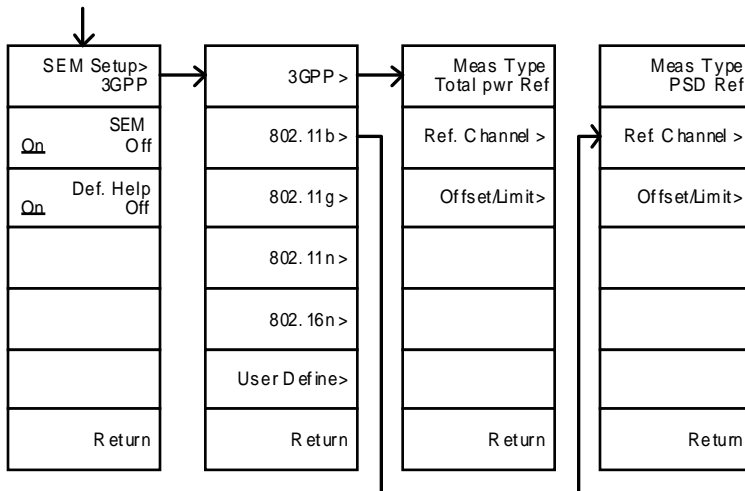 SEM Setup>
3GPP
SEM
On Off
Def. Help
On Off
Return
3GPP >
802.11b >
802.11g >
802.11n >
802.16n >
User Define>
Return
Meas Type
Total pwr Ref
Ref. Channel >
Offset/Limit>
Return
Meas Type
PSD Ref
Ref. Channel >
Offset/Limit>
Return